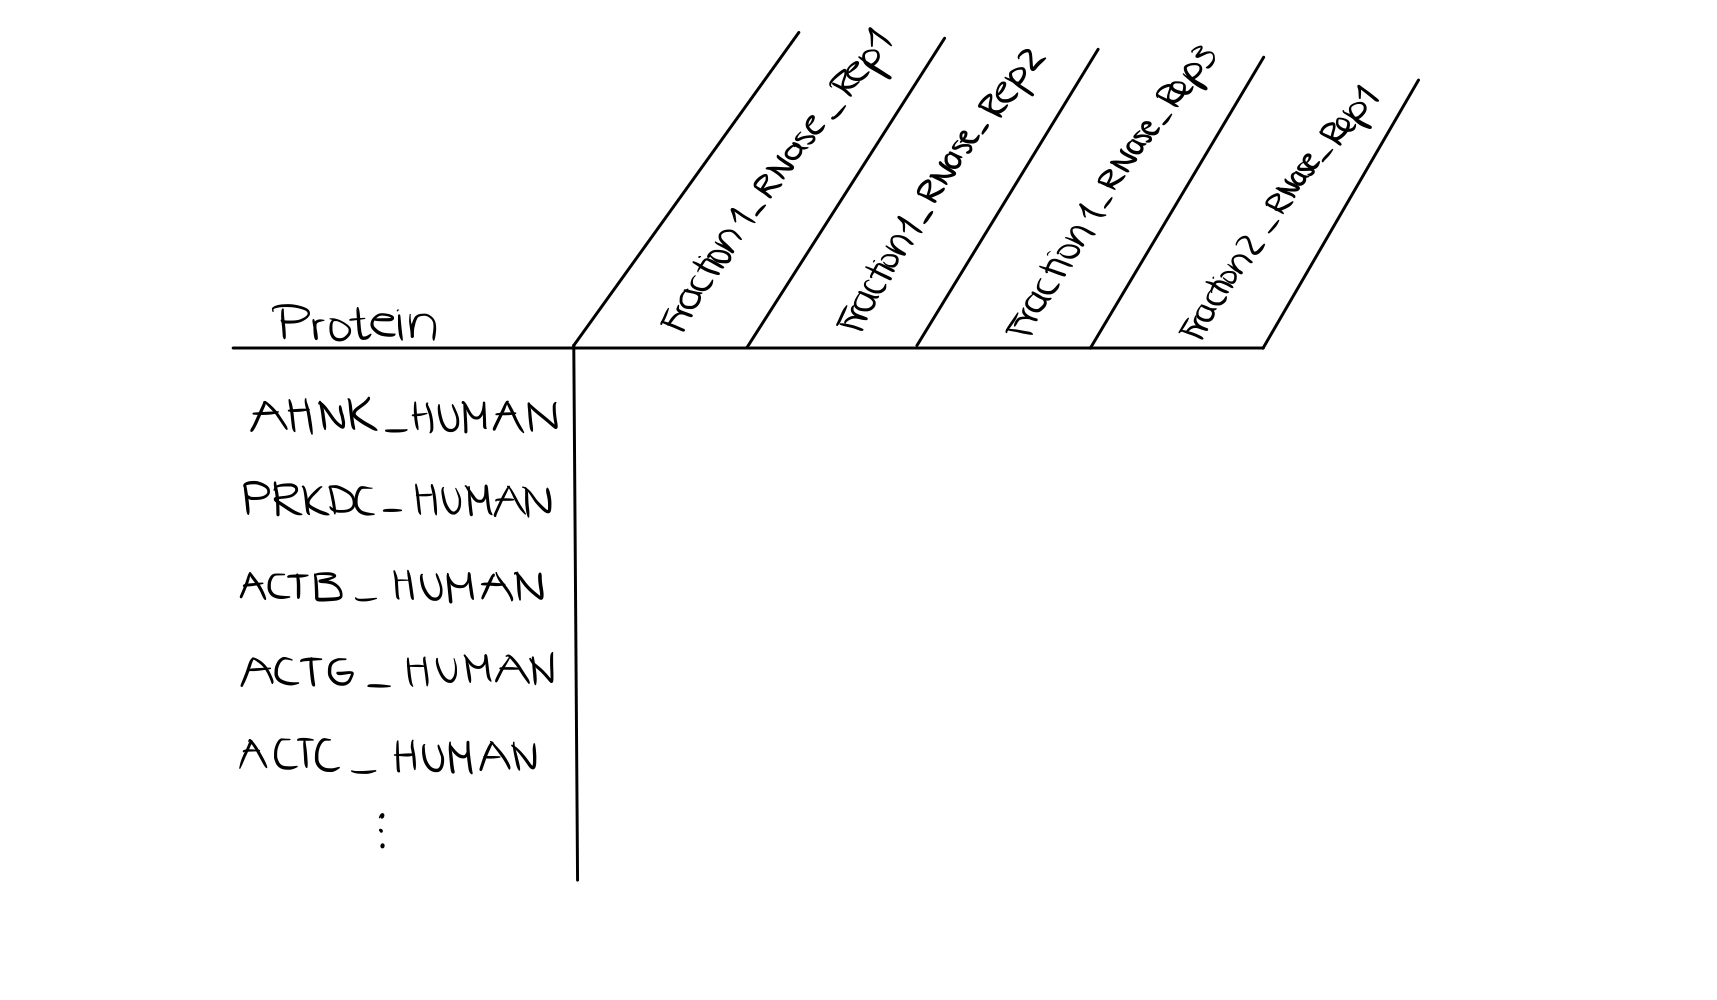 Fraction1_RNase_Rep1
Fraction1_RNase_Rep2
Fraction1_RNase_Rep3
Fraction2_RNase_Rep1
Protein
AHNK_HUMAN
PRKDC_HUMAN
ACTB_HUMAN
ACTG_HUMAN
ACTC_HUMAN
⋮